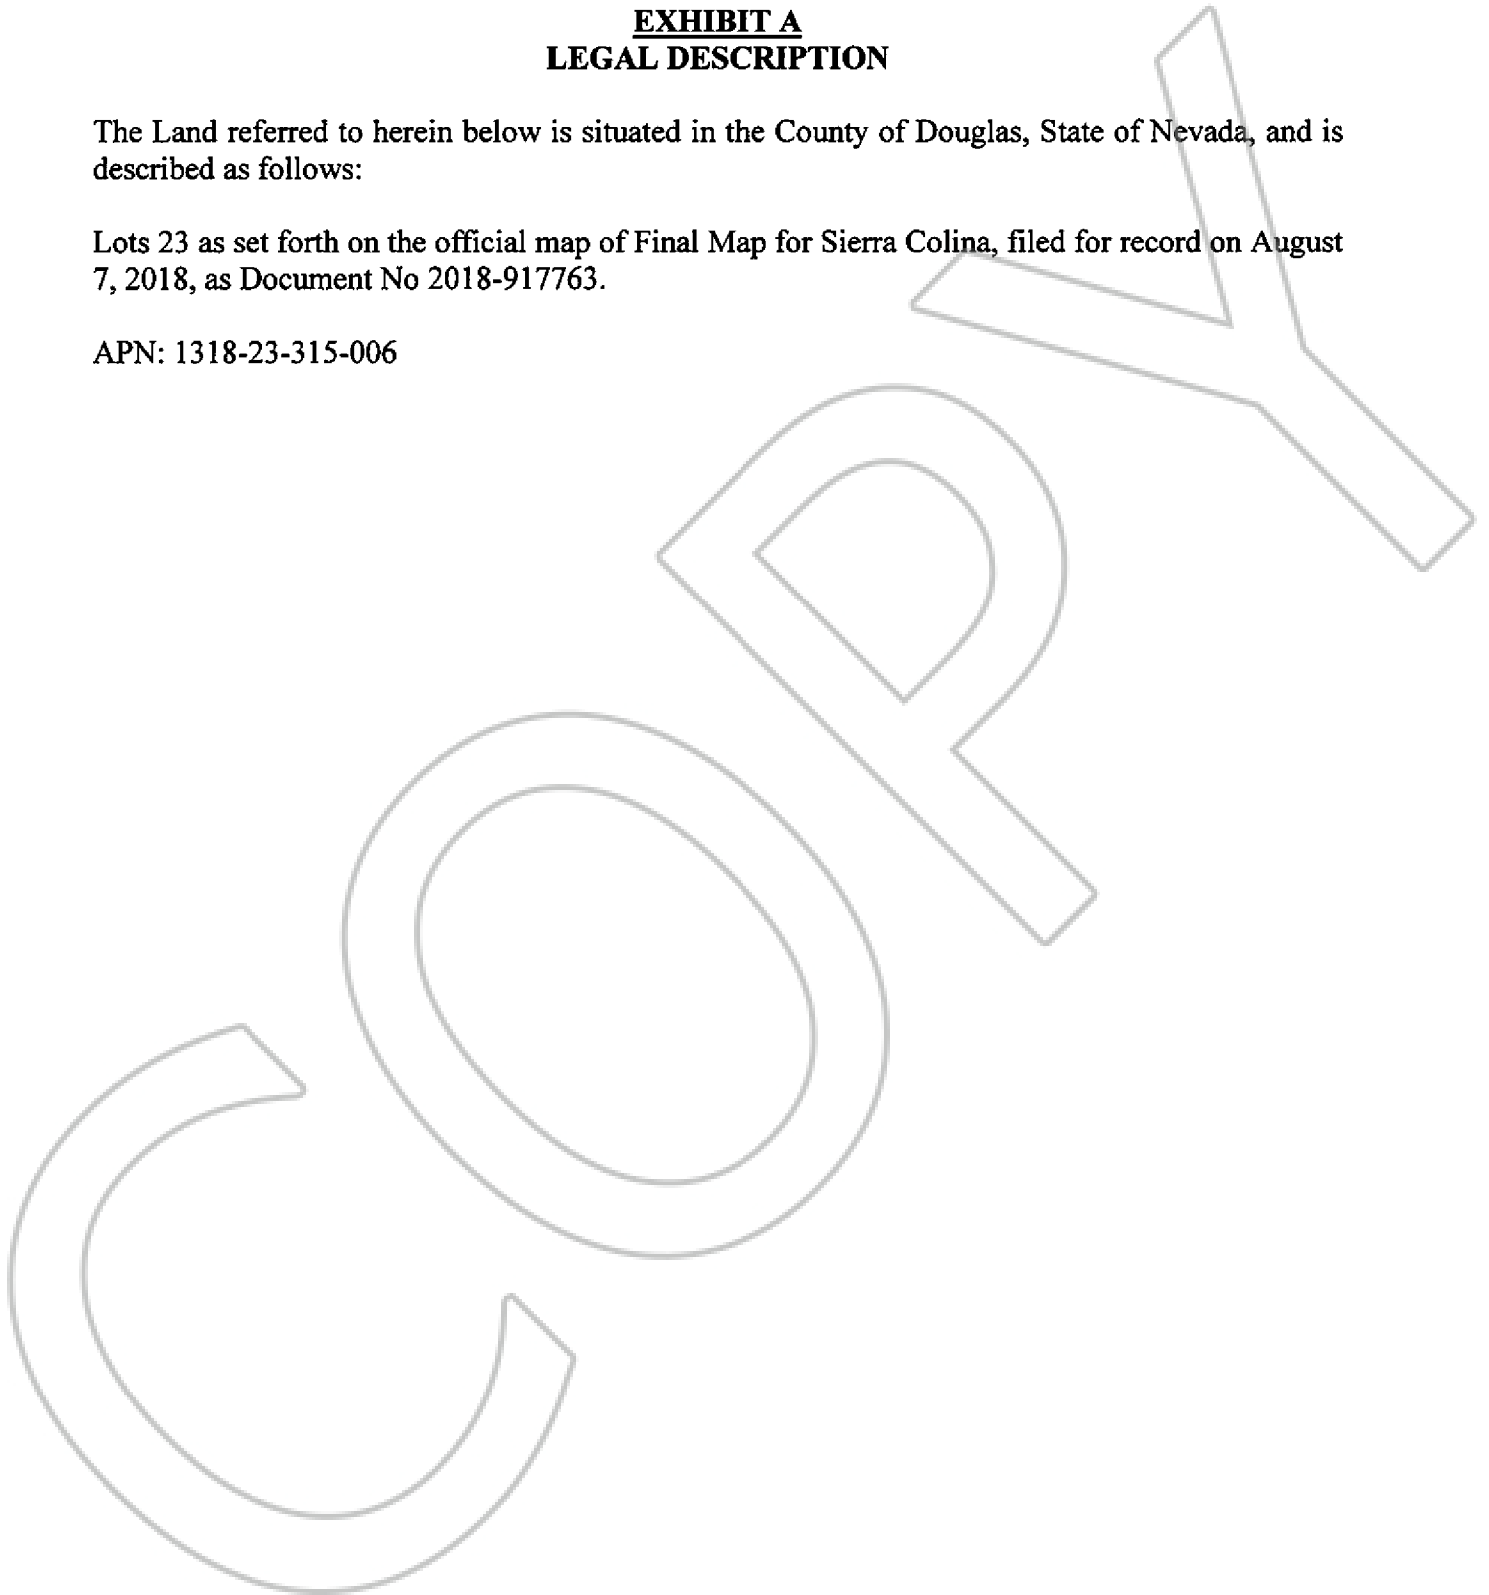 EXHIBIT A
LEGAL DESCRIPTION
The Land referred to herein below is situated in the County of Douglas, State of Nevada, and is
described as follows:
Lots 23 as set forth on the official map of Final Map for Sierra Colina, filed for record on August
7, 2018, as Document No 2018-917763.
APN: 1318-23-315-006
COPY